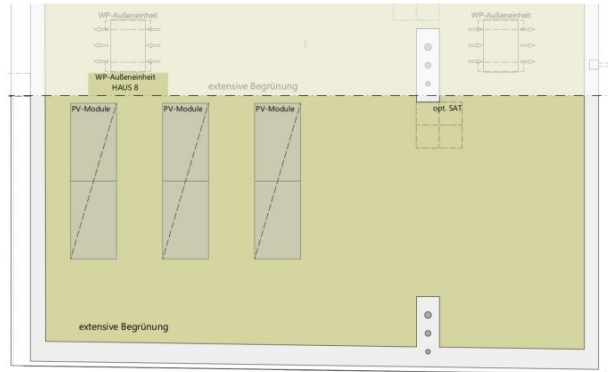 WP-Außeneinheit
WP-Außeneinheit
WP-Außeneinheit
HAUS 8
extensive Begrünung
PV-Module
PV-Module
PV-Module
opt. SAT
extensive Begrünung